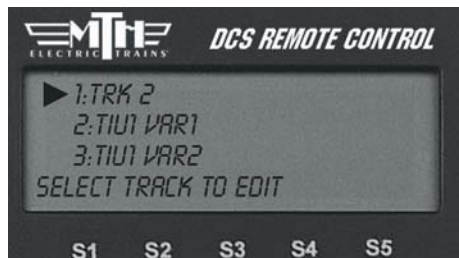 MTH
ELECTRIC TRAINS
DCS REMOTE CONTROL
1:TRK 2
2:TIU1 VAR1
3:TIU1 VAR2
SELECT TRACK TO EDIT
S1 S2 S3 S4 S5